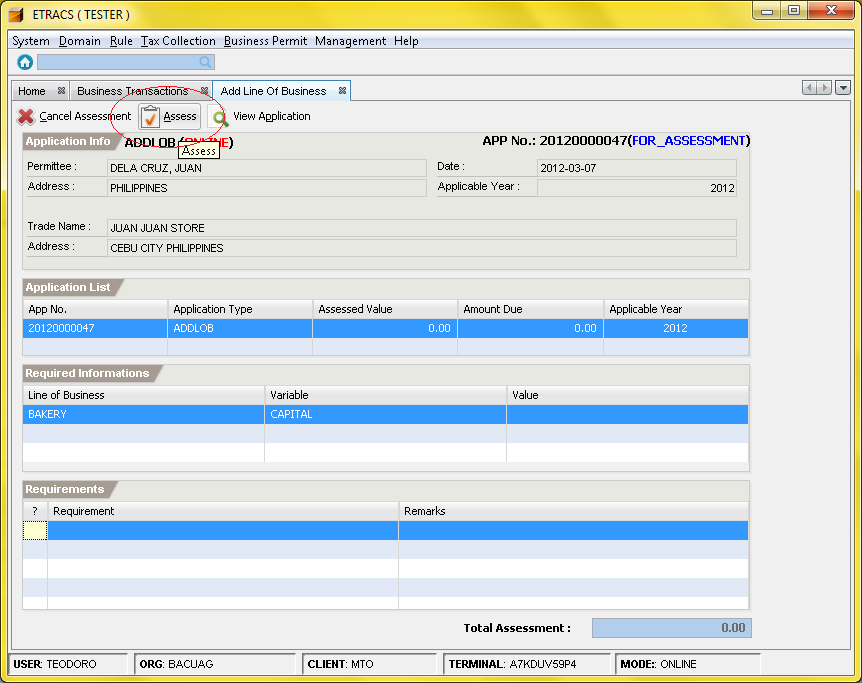 ETRACS ( TESTER )
System Domain Rule Tax Collection Business Permit Management Help
Home Business Transactions Add Line Of Business
Cancel Assessment Assess View Application
Application Info ADDLOB (ONLINE) APP No.: 20120000047(FOR_ASSESSMENT)
Assess
Permittee : DELA CRUZ, JUAN Date : 2012-03-07
Address : PHILIPPINES Applicable Year : 2012
Trade Name : JUAN JUAN STORE
Address : CEBU CITY PHILIPPINES
Application List
App No. Application Type Assessed Value Amount Due Applicable Year
20120000047 ADDLOB 0.00 0.00 2012
Required Informations
Line of Business Variable Value
BAKERY CAPITAL
Requirements
? Requirement Remarks
Total Assessment : 0.00
USER: TEODORO ORG: BACUAG CLIENT: MTO TERMINAL: A7KDUV59P4 MODE:: ONLINE